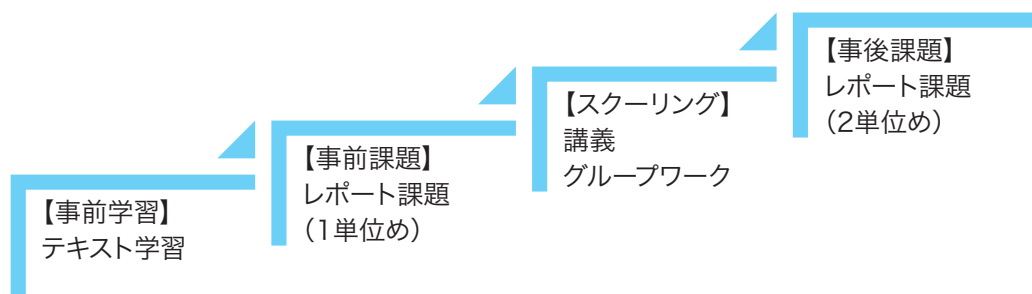 【事前学習】
テキスト学習
【事前課題】
レポート課題
（1単位め）
【スクーリング】
講義
グループワーク
【事後課題】
レポート課題
（2単位め）